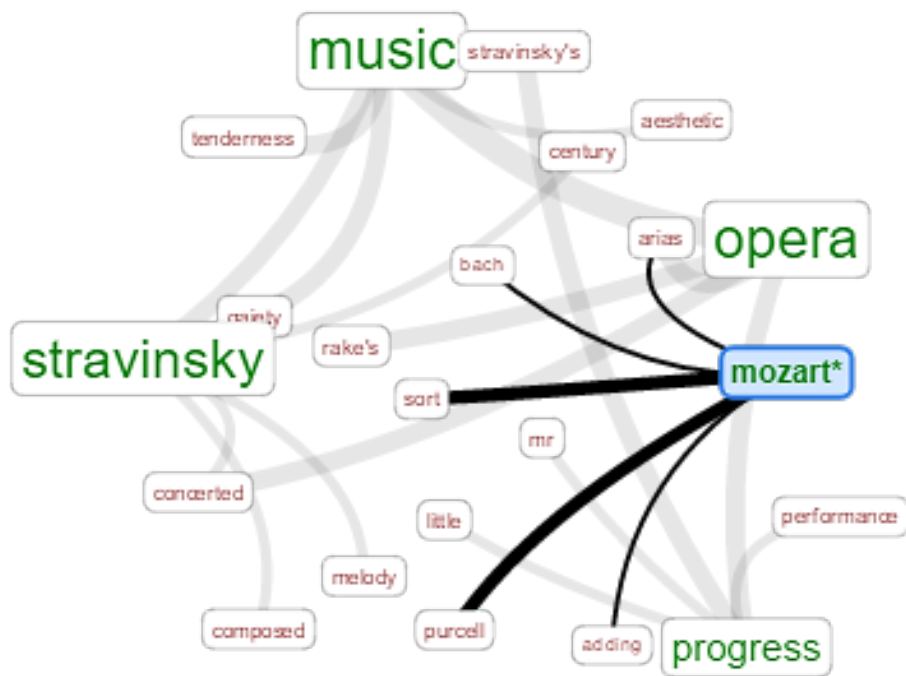 music
stravinsky's
tenderness
aesthetic
century
arias
opera
bach
gaiety
rake's
stravinsky
mozart*
sort
mr
concerted
little
performance
melody
composed
purcell
adding
progress